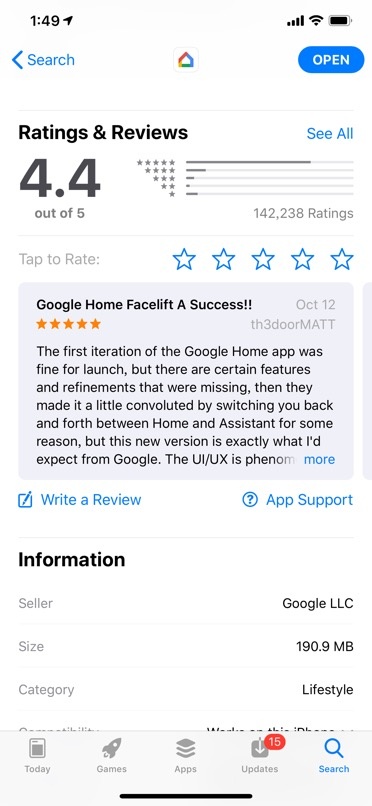 1:49
Search
OPEN
Ratings & Reviews
See All
4.4
out of 5
142,238 Ratings
Tap to Rate:
Google Home Facelift A Success!!
Oct 12
th3doorMATT
The first iteration of the Google Home app was
fine for launch, but there are certain features
and refinements that were missing, then they
made it a little convoluted by switching you back
and forth between Home and Assistant for some
reason, but this new version is exactly what I'd
expect from Google. The UI/UX is phenom more
Write a Review
App Support
Information
Seller
Google LLC
Size
190.9 MB
Category
Lifestyle
Compatibility
Works on this iPhone
Today
Games
Apps
15
Updates
Search